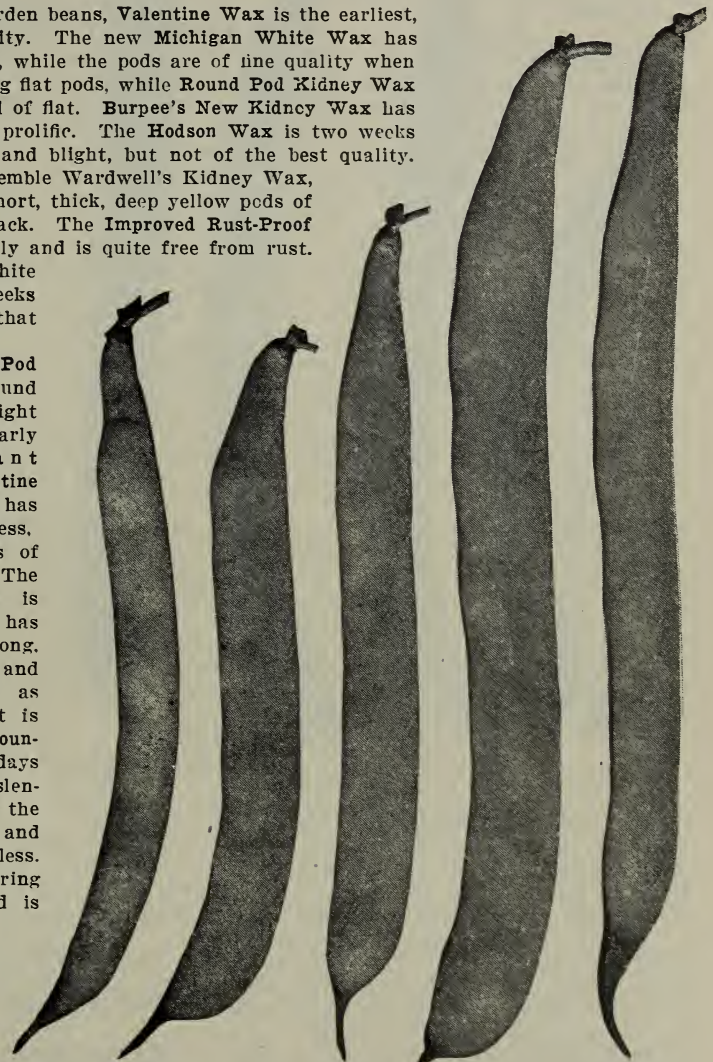 rden beans, Valentine Wax is the earliest,
lity. The new Michigan White Wax has
, while the pods are of fine quality when
g flat pods, while Round Pod Kidney Wax
l of flat. Burpee's New Kidney Wax has
prolific. The Hodson Wax is two weeks
and blight, but not of the best quality.
emble Wardwell's Kidney Wax,
hort, thick, deep yellow pods of
ack. The Improved Rust-Proof
ly and is quite free from rust.
hite
eeks
that
Pod
und
ight
arly
ant
tine
has
ess,
s of
The
is
has
ong,
and
as
t is
oun-
days
slen-
the
and
less.
ring
d is